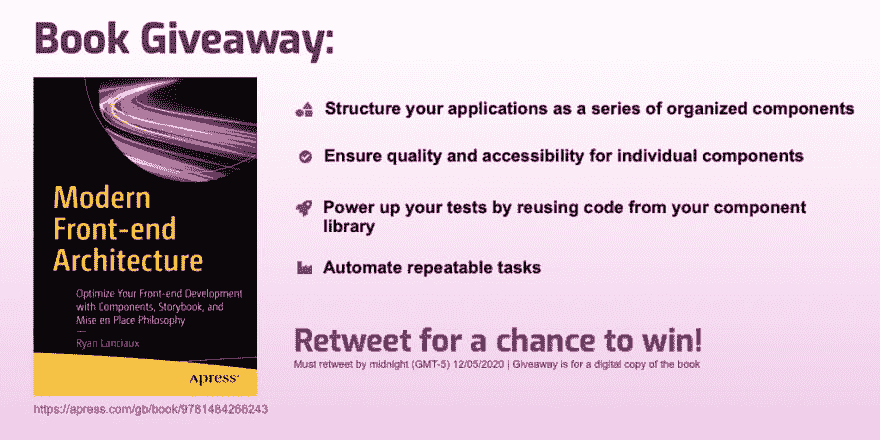 Book Giveaway:
Modern
Front-end
Architecture
Optimize Your Front-end Development
with Components, Storybook, and
Mise en Place Philosophy
Ryan Lanciaux
Apress®
https://apress.com/gb/book/9781484266243
Structure your applications as a series of organized components
Ensure quality and accessibility for individual components
Power up your tests by reusing code from your component
library
Automate repeatable tasks
Retweet for a chance to win!
Must retweet by midnight (GMT-5) 12/05/2020 | Giveaway is for a digital copy of the book